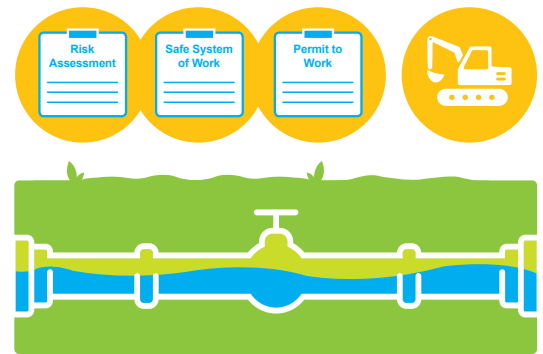 Risk
Assessment
Safe System
of Work
Permit to
Work